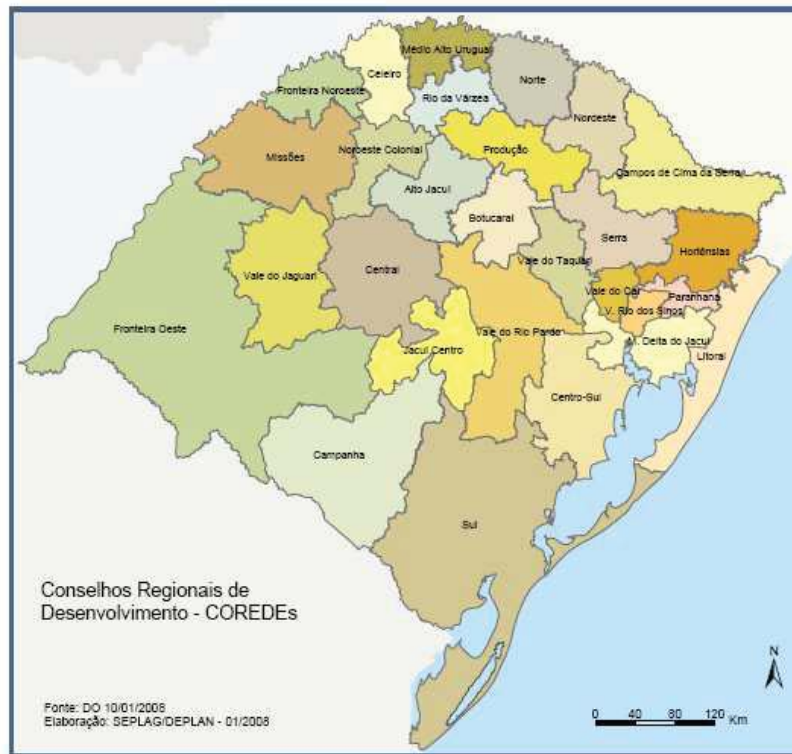 Médio Alto Urugua
Celeiro
Norte
Fronteira Noroeste
Rio da Várzea
Nordeste
Noroeste Colonial
Produção
Missões
Campos de Cima da Serra
Alto Jacuí
Botucaraí
Serra
Hortênsias
Vale do Taquari
Vale do Jaguari
Central
Vale do Caí
Paranhana
V. Rio dos Sinos
Fronteira Oeste
Vale do Rio Pardo
M. Delta do Jacuí
Jacuí Centro
Litoral
Centro-Sul
Campanha
Sul
Conselhos Regionais de
Desenvolvimento - COREDEs
N
Fonte: DO 10/01/2008
Elaboração: SEPLAG/DEPLAN - 01/2008
0 40 80 120 Km